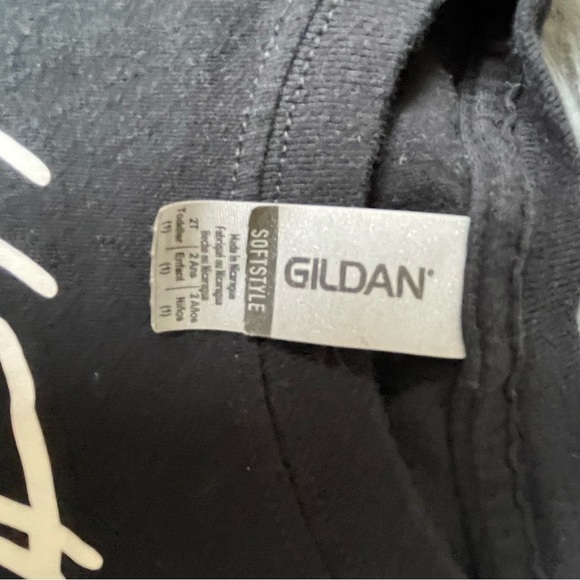 GILDAN®
SOFTSTYLE
Made in Nicaragua
Fabriqué au Nicaragua
Hecho en Nicaragua
2T | 2 Ans | 2 Años
Toddler | Enfant | Niños
(1) (1) (1)